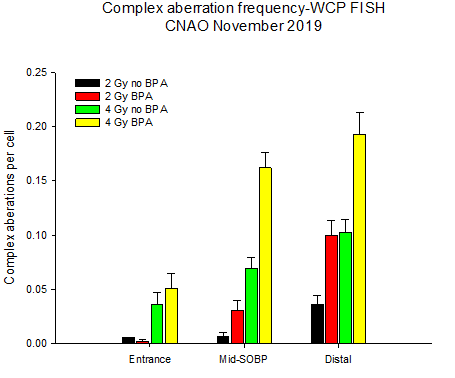 Complex aberration frequency-WCP FISH
CNAO November 2019
Complex aberations per cell
0.25
0.20
0.15
0.10
0.05
0.00
2 Gy no BPA
2 Gy BPA
4 Gy no BPA
4 Gy BPA
Entrance
Mid-SOBP
Distal